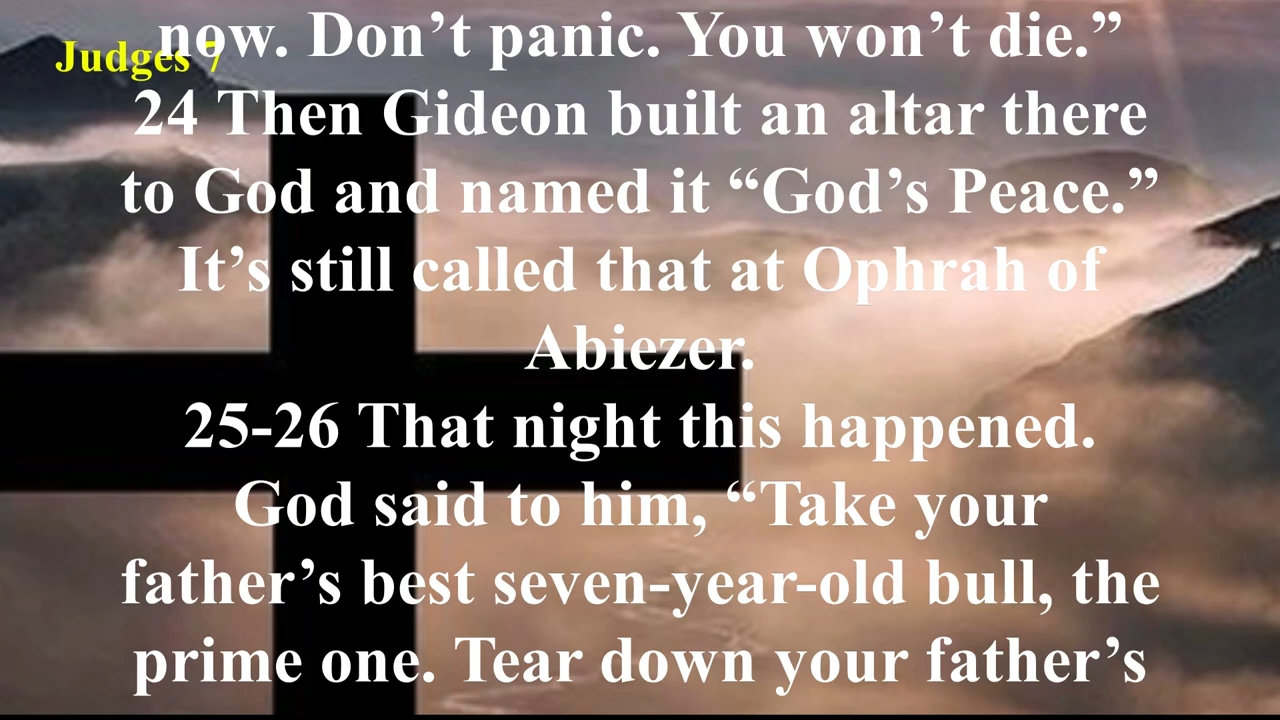 Judges 7
now. Don’t panic. You won’t die.”
24 Then Gideon built an altar there
to God and named it “God’s Peace.”
It’s still called that at Ophrah of
Abiezer.
25-26 That night this happened.
God said to him, “Take your
father’s best seven-year-old bull, the
prime one. Tear down your father’s